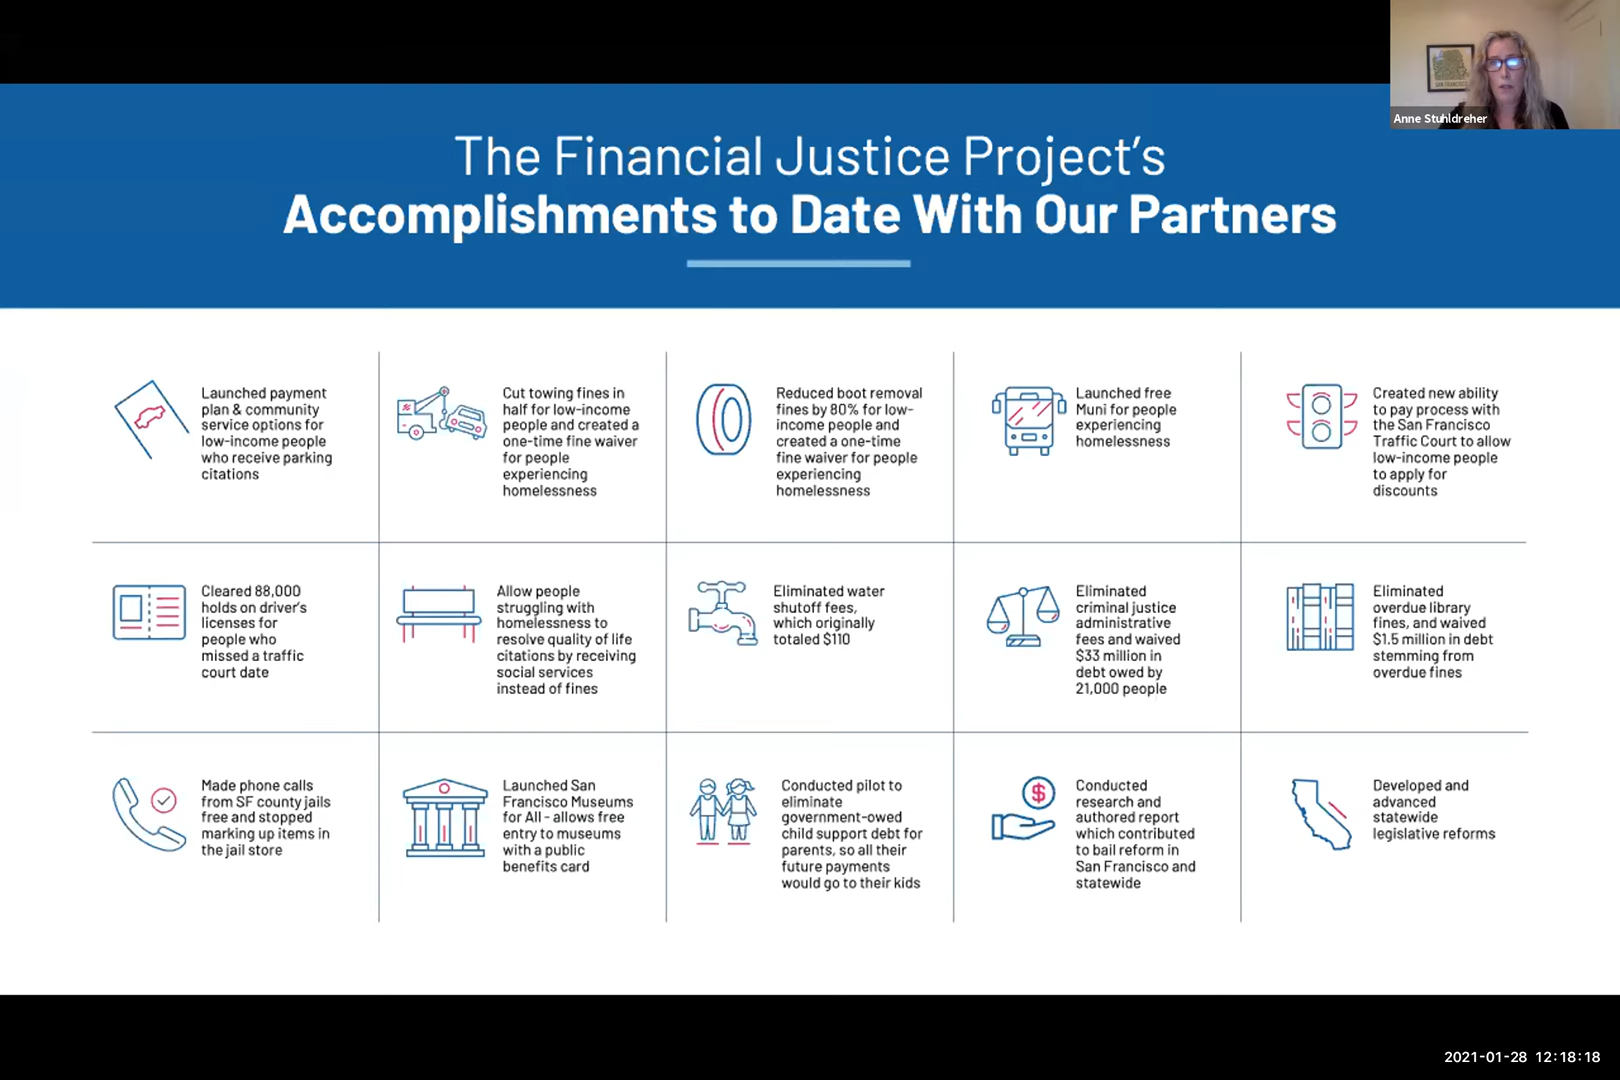 Anne Stuhldreher
The Financial Justice Project's
Accomplishments to Date With Our Partners
Launched payment
plan & community
service options for
low-income people
who receive parking
citations
Cut towing fines in
half for low-income
people and created a
one-time fine waiver
for people
experiencing
homelessness
Reduced boot removal
fines by 80% for low-
income people and
created a one-time
fine waiver for people
experiencing
homelessness
Launched free
Muni for people
experiencing
homelessness
Created new ability
to pay process with
the San Francisco
Traffic Court to allow
low-income people
to apply for
discounts
Cleared 88,000
holds on driver's
licenses for
people who
missed a traffic
court date
Allow people
struggling with
homelessness to
resolve quality of life
citations by receiving
social services
instead of fines
Eliminated water
shutoff fees,
which originally
totaled $110
Eliminated
criminal justice
administrative
fees and waived
$33 million in
debt owed by
21,000 people
Eliminated
overdue library
fines, and waived
$1.5 million in debt
stemming from
overdue fines
Made phone calls
from SF county jails
free and stopped
marking up items in
the jail store
Launched San
Francisco Museums
for All - allows free
entry to museums
with a public
benefits card
Conducted pilot to
eliminate
government-owed
child support debt for
parents, so all their
future payments
would go to their kids
$
Conducted
research and
authored report
which contributed
to bail reform in
San Francisco and
statewide
Developed and
advanced
statewide
legislative reforms
2021-01-28 12:18:18